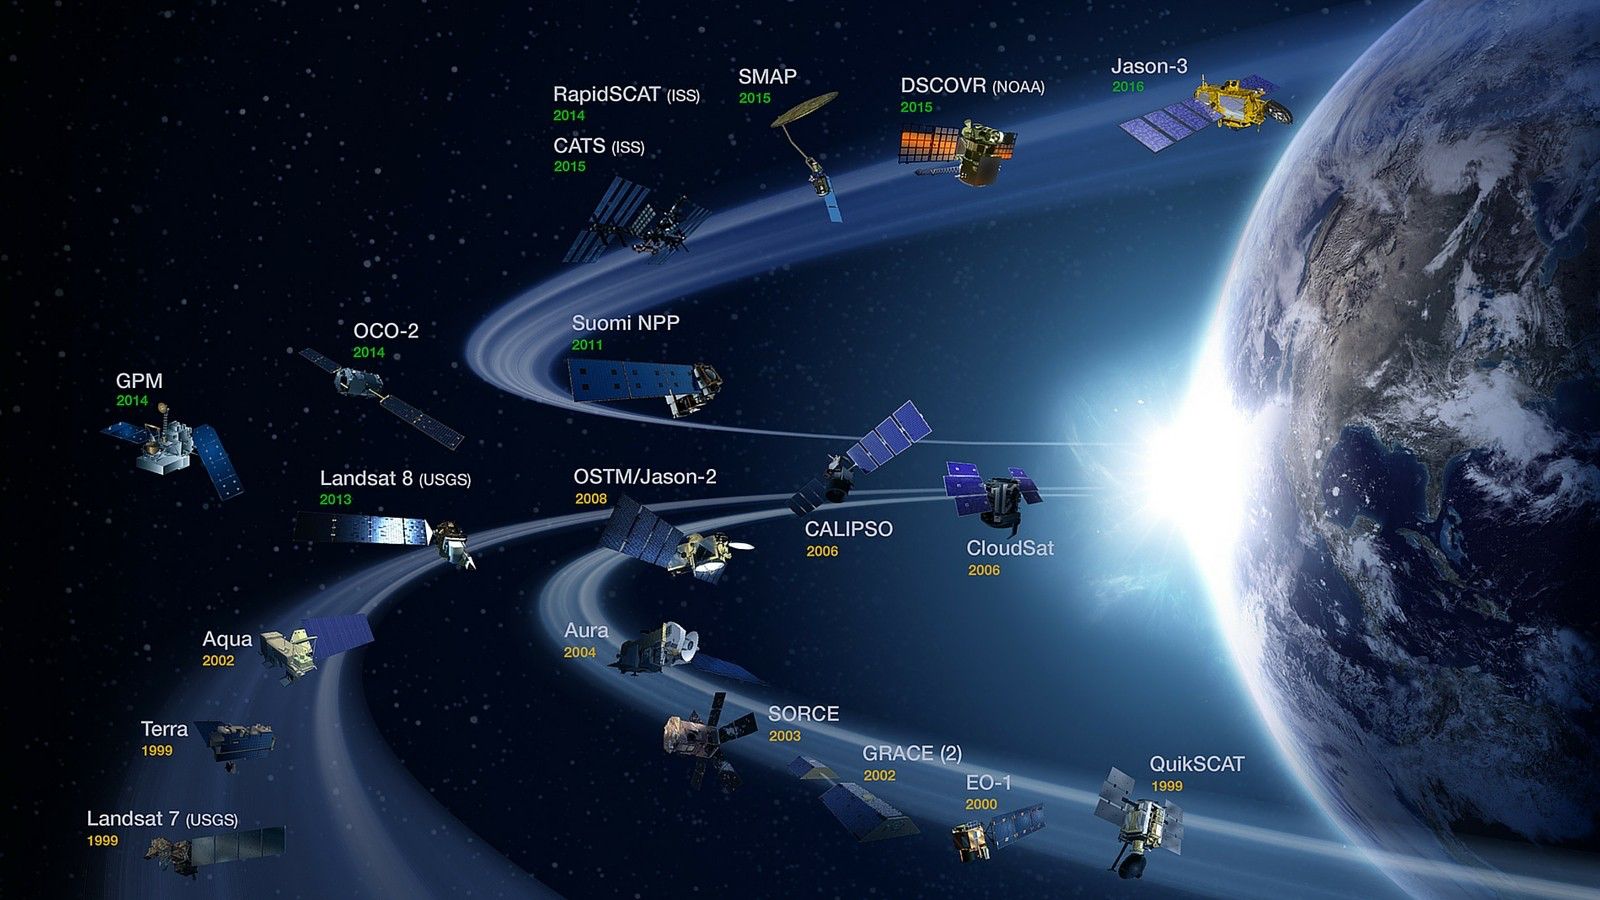 Jason-3
2016
SMAP
2015
DSCOVR (NOAA)
2015
RapidSCAT (ISS)
2014
CATS (ISS)
2015
Suomi NPP
2011
OCO-2
2014
GPM
2014
Landsat 8 (USGS)
2013
OSTM/Jason-2
2008
CALIPSO
2006
CloudSat
2006
Aqua
2002
Aura
2004
Terra
1999
SORCE
2003
GRACE (2)
2002
EO-1
2000
QuikSCAT
1999
Landsat 7 (USGS)
1999